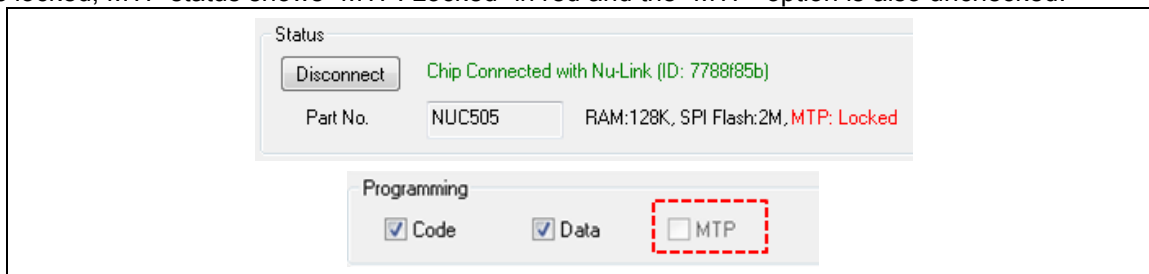 Status
Disconnect Chip Connected with Nu-Link (ID: 7788f85b)
Part No. NUC505 RAM:128K, SPI Flash:2M, MTP: Locked
Programming
Code Data MTP